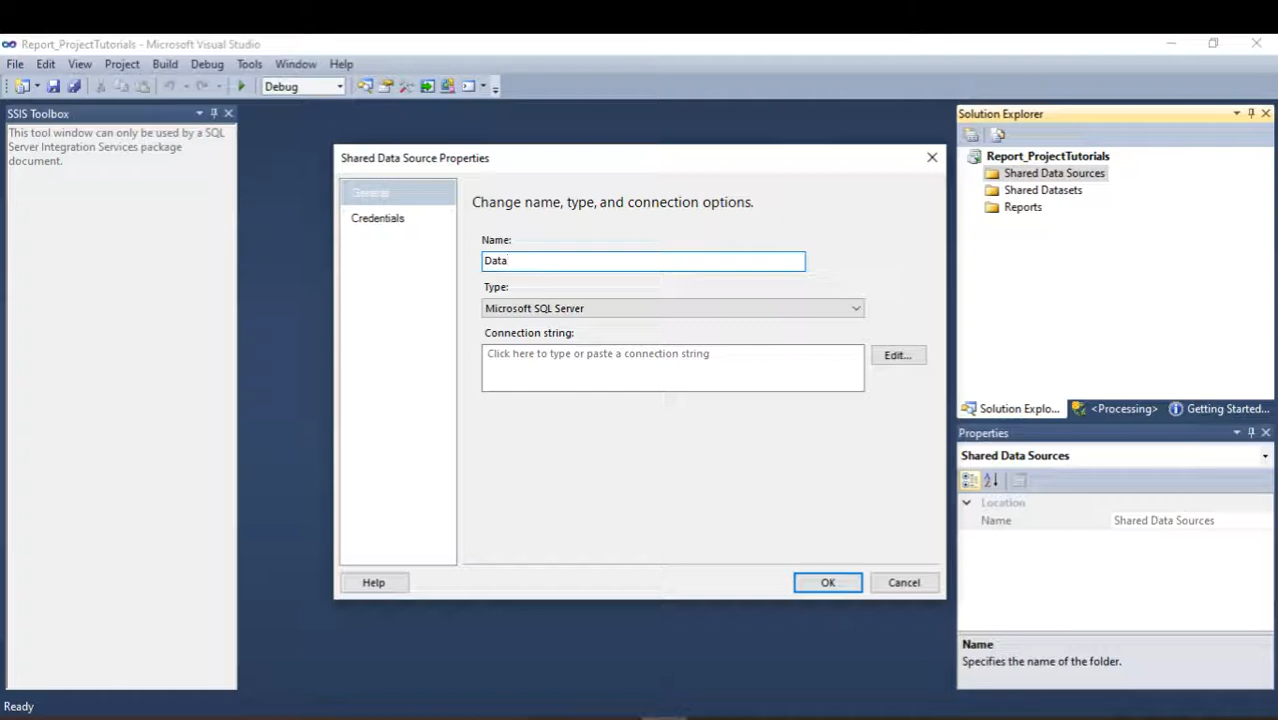 Report_ProjectTutorials - Microsoft Visual Studio
File Edit View Project Build Debug Tools Window Help
Debug
SSIS Toolbox
This tool window can only be used by a SQL
Server Integration Services package
document.
Shared Data Source Properties
General
Credentials
Change name, type, and connection options.
Name:
Data
Type:
Microsoft SQL Server
Connection string:
Click here to type or paste a connection string
Edit...
Help
OK
Cancel
Solution Explorer
Report_ProjectTutorials
Shared Data Sources
Shared Datasets
Reports
Solution Explo... <Processing> Getting Started...
Properties
Shared Data Sources
Location
Name Shared Data Sources
Name
Specifies the name of the folder.
Ready